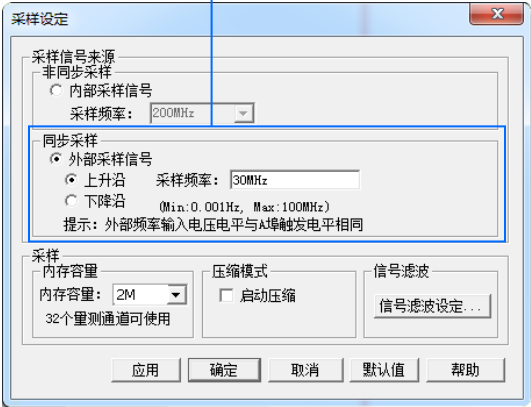 采样设定
采样信号来源
非同步采样
内部采样信号
采样频率： 200MHz
同步采样
外部采样信号
上升沿 采样频率： 30MHz
下降沿 (Min:0.001Hz, Max:100MHz)
提示：外部频率输入电压电平与A埠触发电平相同
采样
内存容量 压缩模式 信号滤波
内存容量： 2M 启动压缩 信号滤波设定...
32个量测通道可使用
应用 确定 取消 默认值 帮助